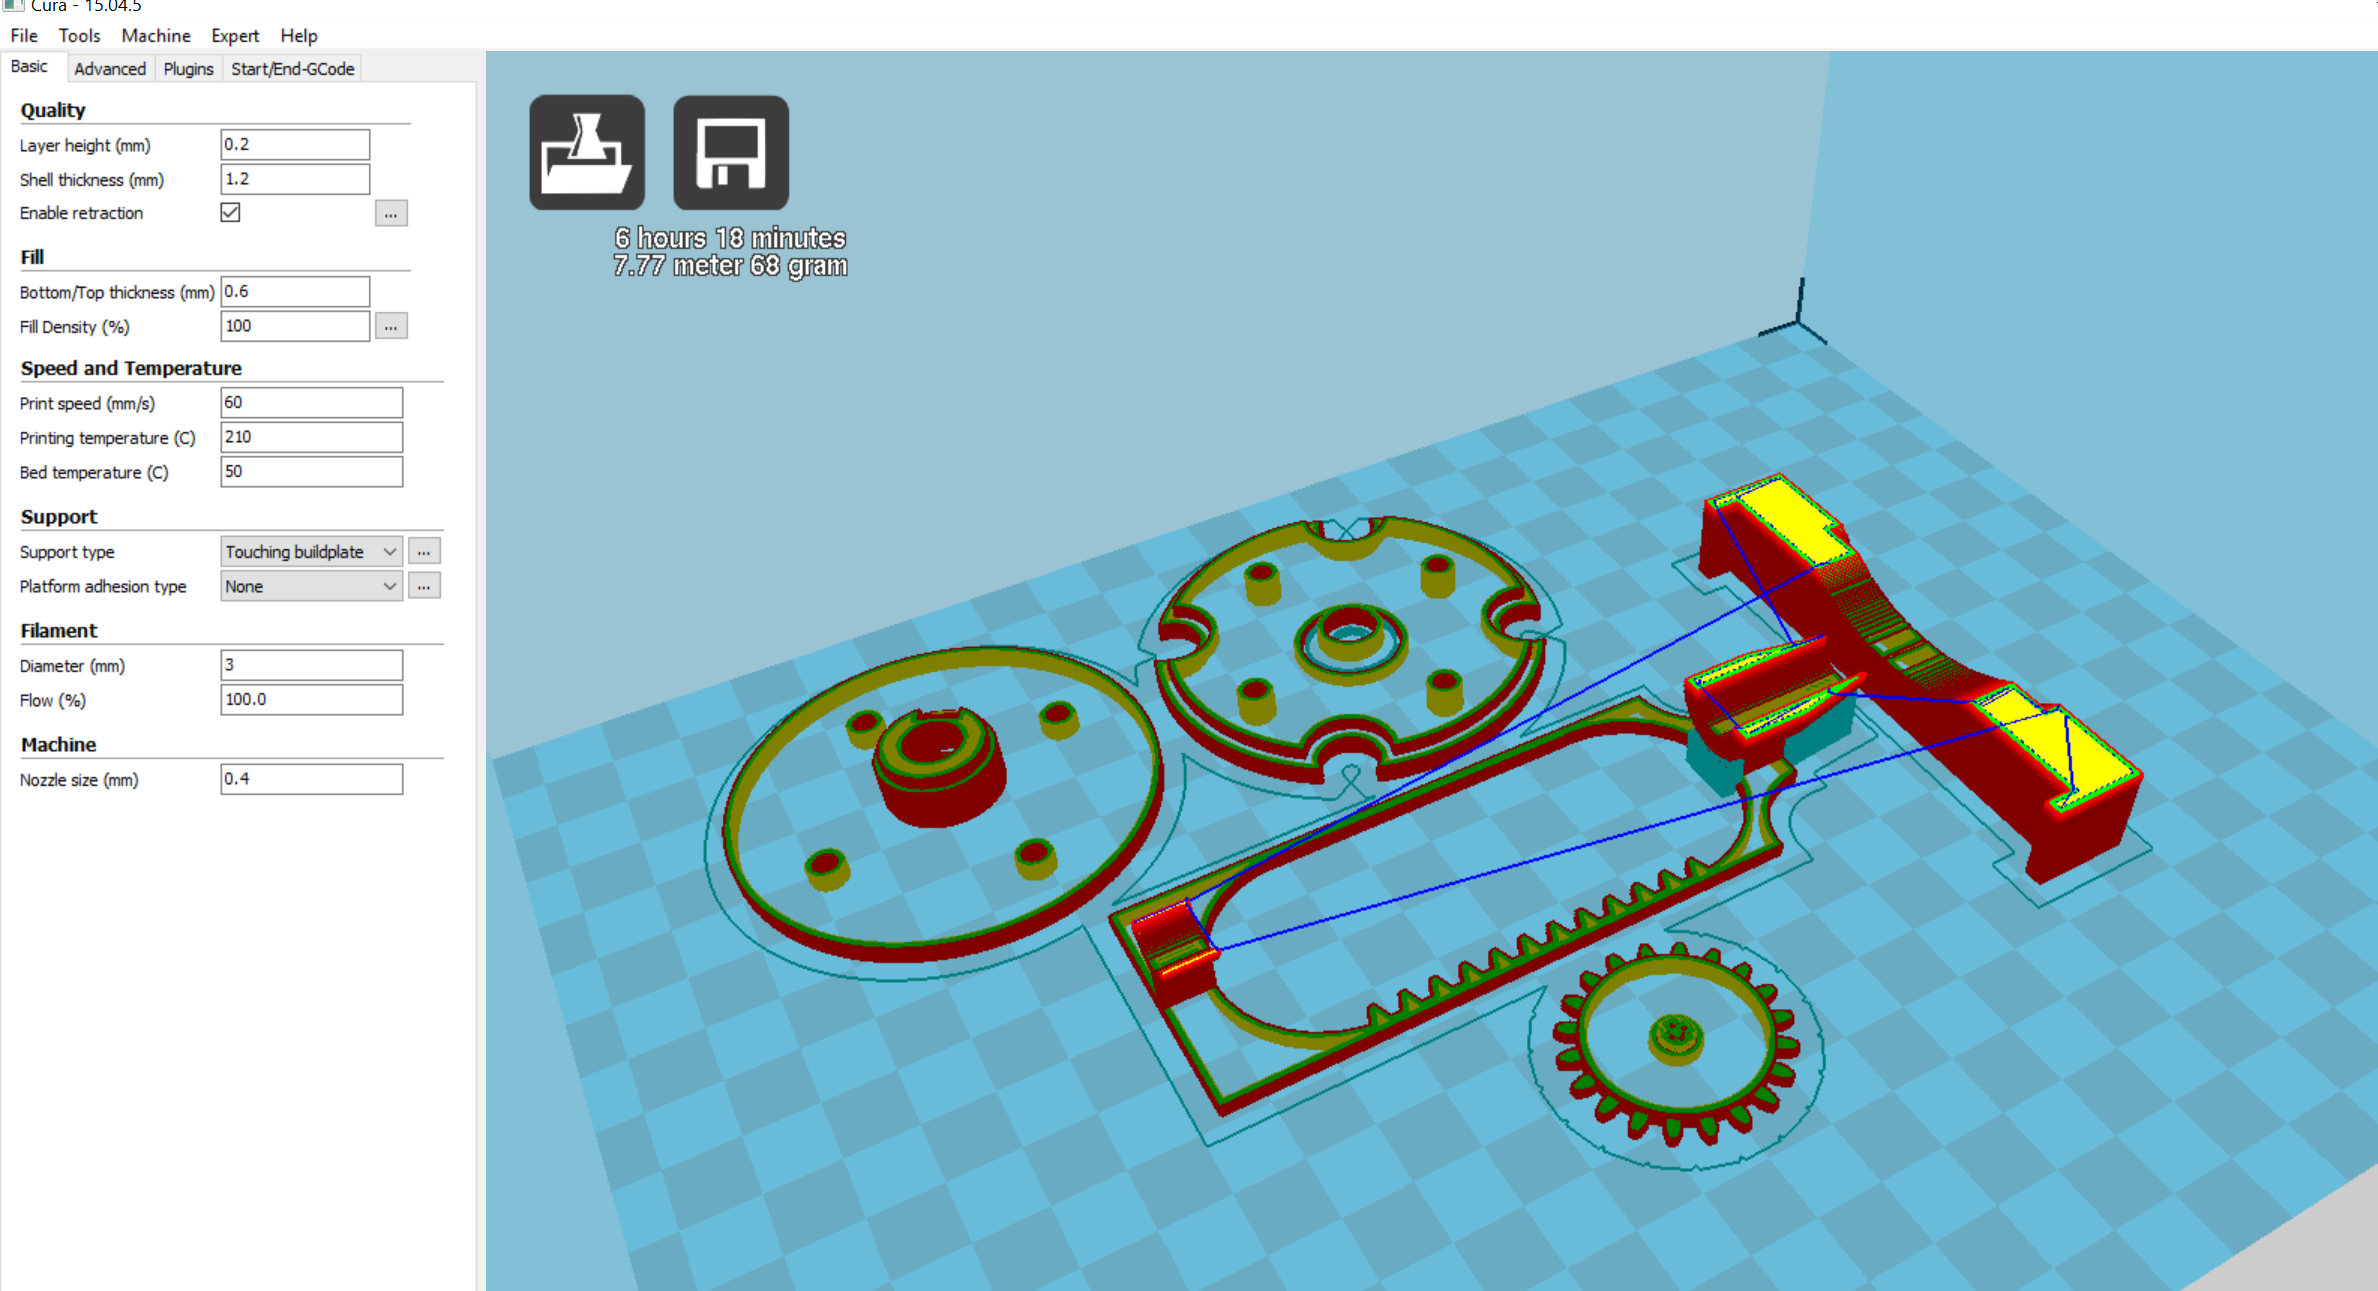 Cura - 15.04.5
File Tools Machine Expert Help
Basic Advanced Plugins Start/End-GCode
Quality
Layer height (mm) 0.2
Shell thickness (mm) 1.2
Enable retraction ...
Fill
Bottom/Top thickness (mm) 0.6
Fill Density (%) 100 ...
Speed and Temperature
Print speed (mm/s) 60
Printing temperature (C) 210
Bed temperature (C) 50
Support
Support type Touching buildplate ...
Platform adhesion type None ...
Filament
Diameter (mm) 3
Flow (%) 100.0
Machine
Nozzle size (mm) 0.4
6 hours 18 minutes
7.77 meter 68 gram